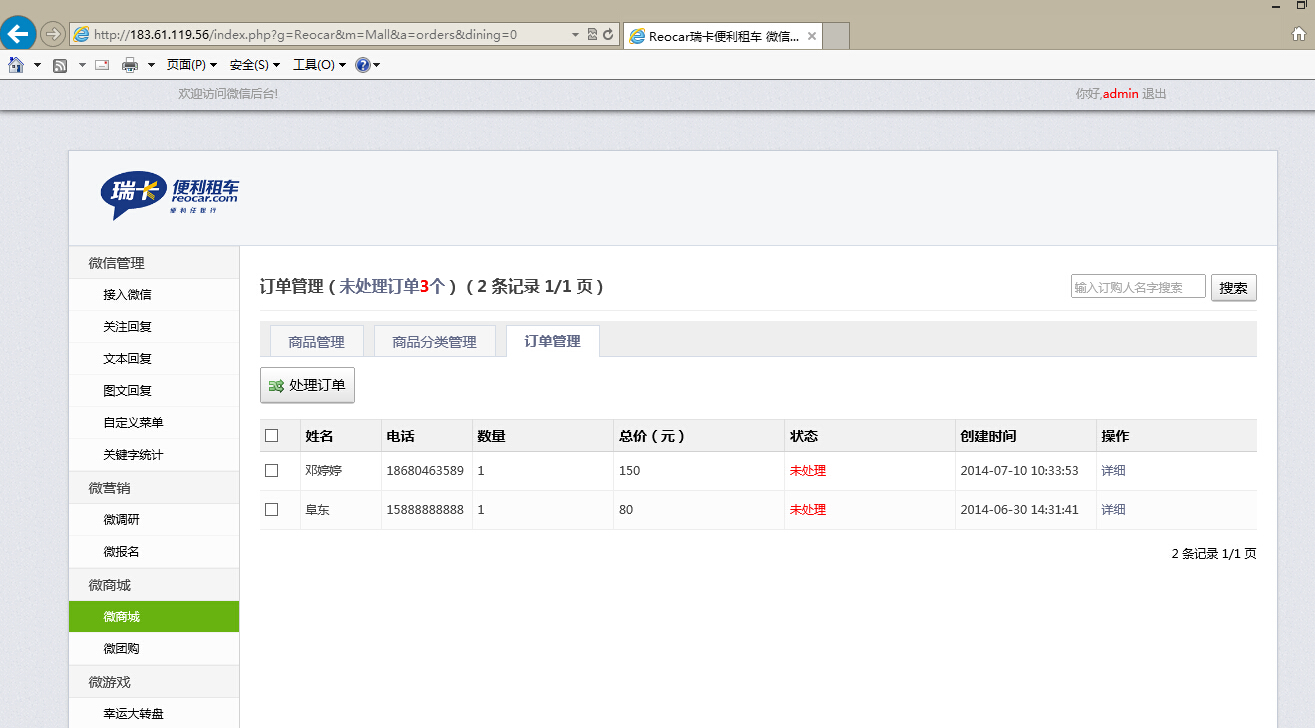 http://183.61.119.56/index.php?g=Reocar&m=Mall&a=orders&dining=0
Reocar瑞卡便利租车 微信...
页面(P) 安全(S) 工具(O)
欢迎访问微信后台!
你好,admin 退出
瑞卡 便利租车
reocar.com
微信管理
接入微信
关注回复
文本回复
图文回复
自定义菜单
关键字统计
微营销
微调研
微报名
微商城
微商城
微团购
微游戏
幸运大转盘
订单管理 ( 未处理订单3个 ) ( 2 条记录 1/1 页 )
输入订购人名字搜索 搜索
商品管理 商品分类管理 订单管理
处理订单
姓名 电话 数量 总价 ( 元 ) 状态 创建时间 操作
邓婷婷 18680463589 1 150 未处理 2014-07-10 10:33:53 详细
阜东 15888888888 1 80 未处理 2014-06-30 14:31:41 详细
2 条记录 1/1 页